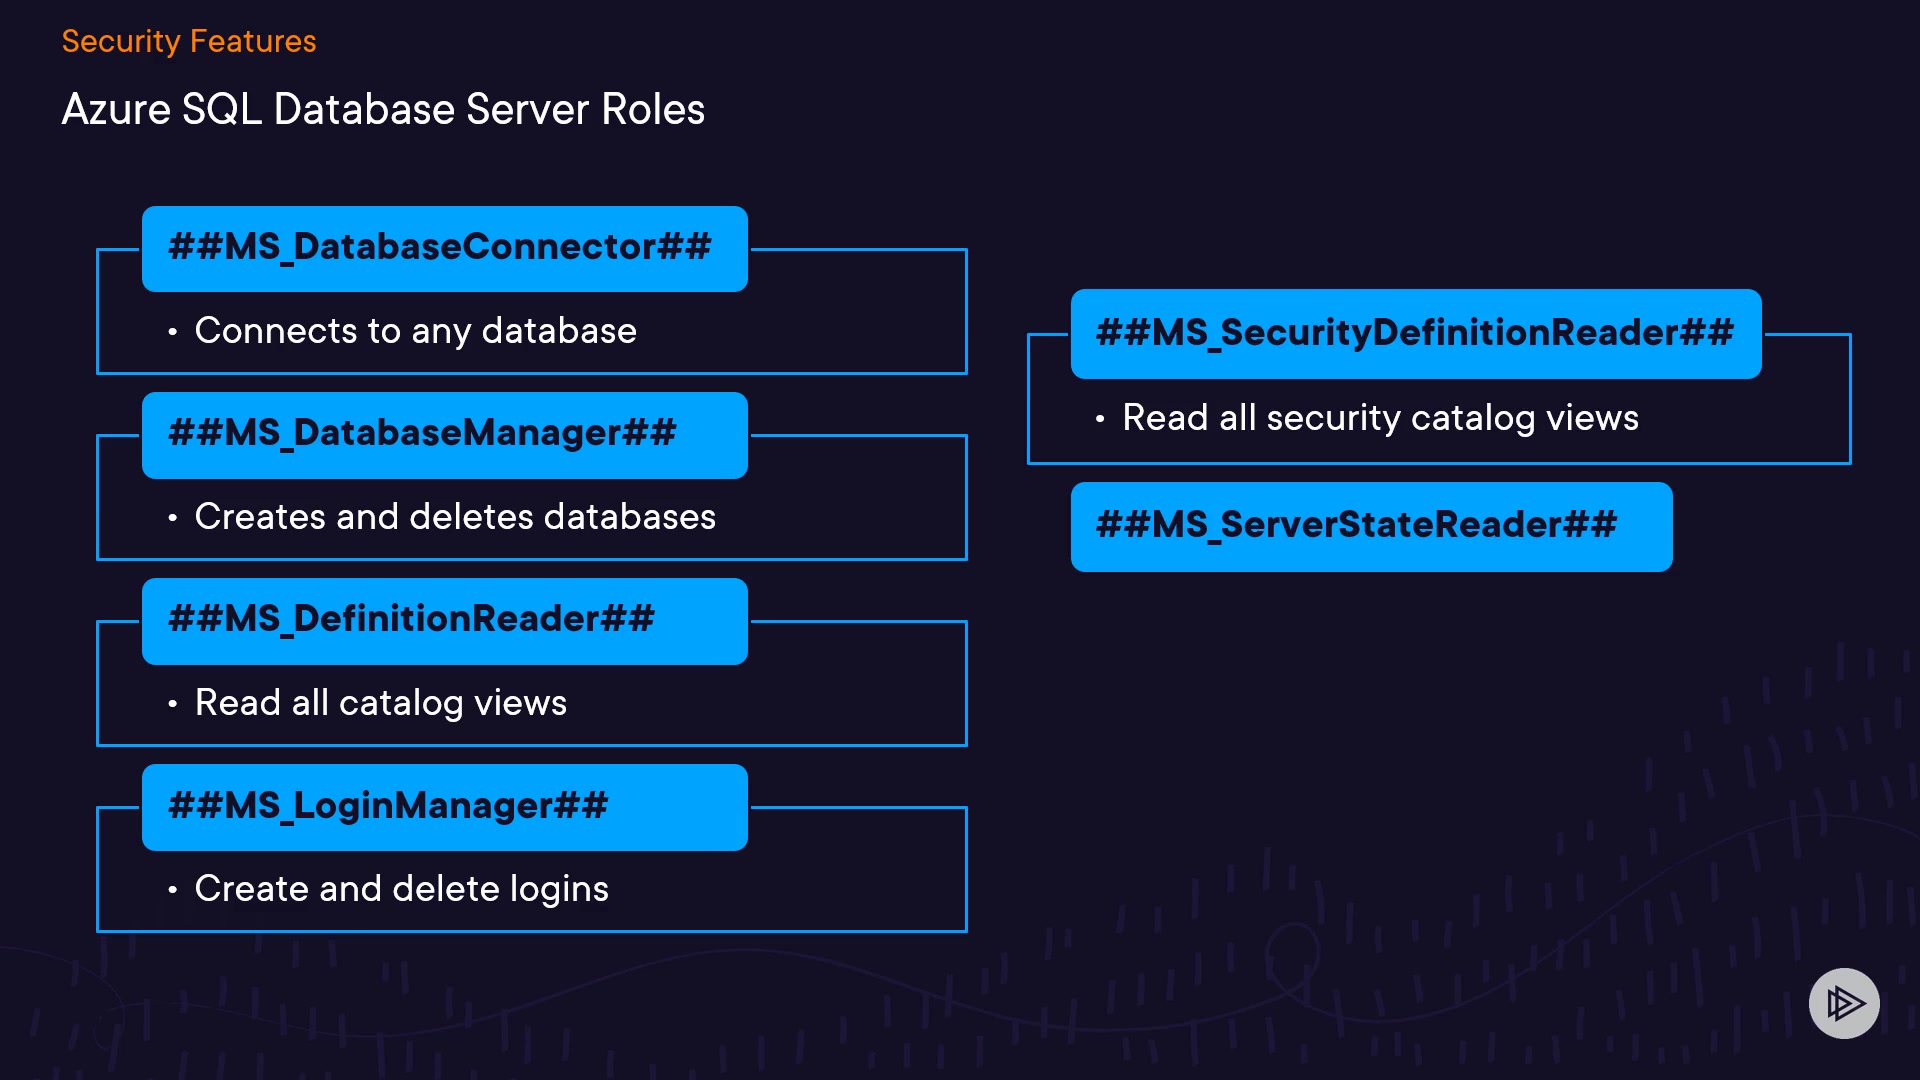 Security Features
Azure SQL Database Server Roles
##MS_DatabaseConnector##
• Connects to any database
##MS_DatabaseManager##
• Creates and deletes databases
##MS_DefinitionReader##
• Read all catalog views
##MS_LoginManager##
• Create and delete logins
##MS_SecurityDefinitionReader##
• Read all security catalog views
##MS_ServerStateReader##